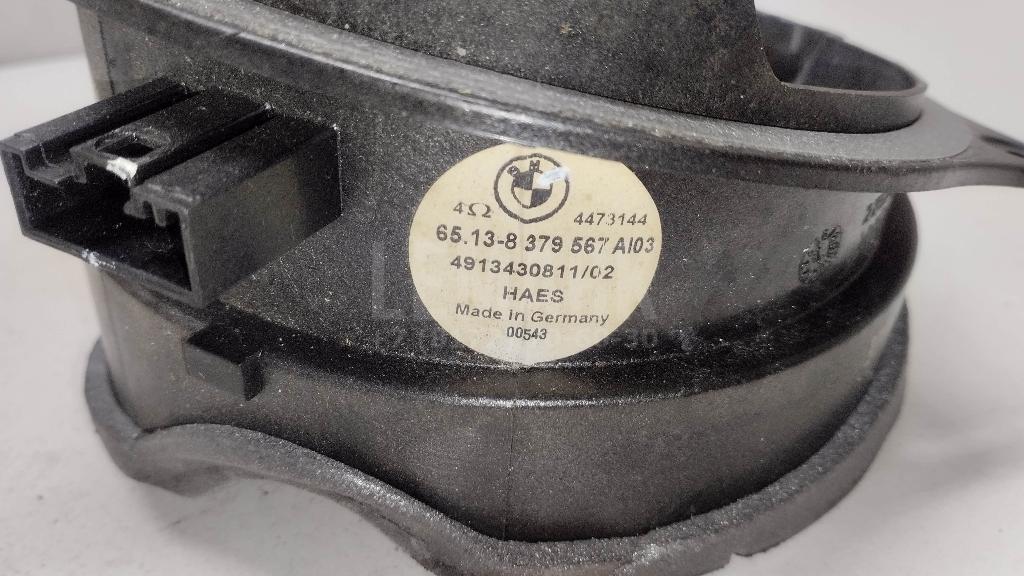 4Ω 4473144
65.13-8 379 567 AI03
4913430811/02
HAES
Made in Germany
00543